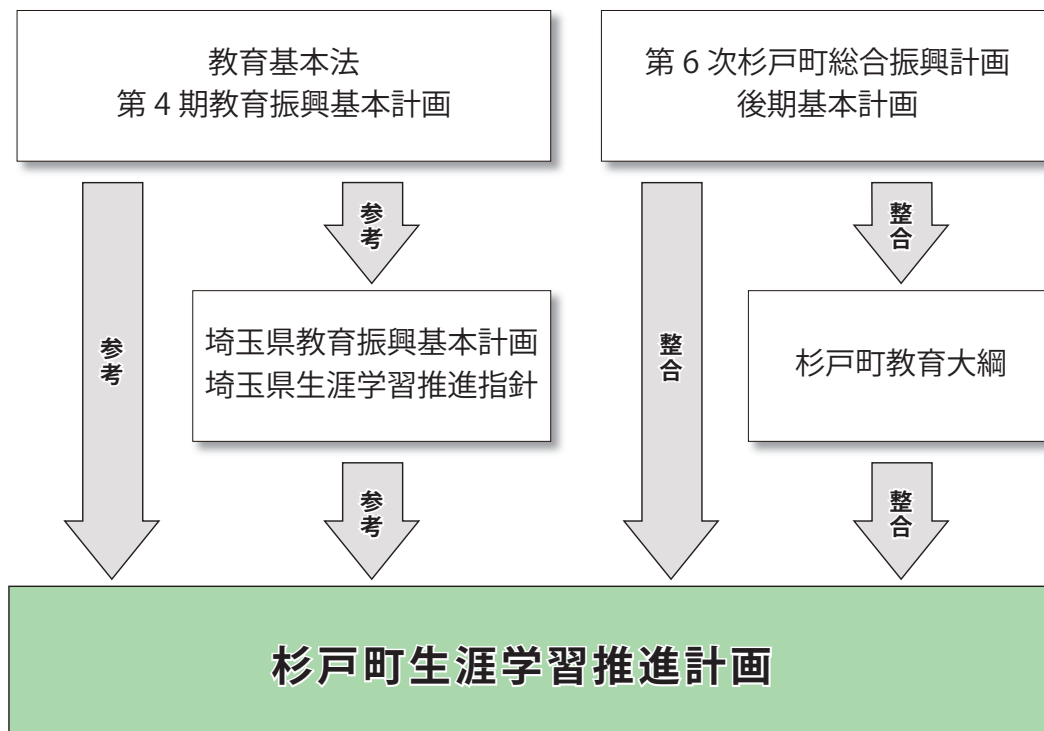 教育基本法
第4期教育振興基本計画
第6次杉戸町総合振興計画
後期基本計画
参考
参考
整合
整合
埼玉県教育振興基本計画
埼玉県生涯学習推進指針
杉戸町教育大綱
参考
整合
杉戸町生涯学習推進計画